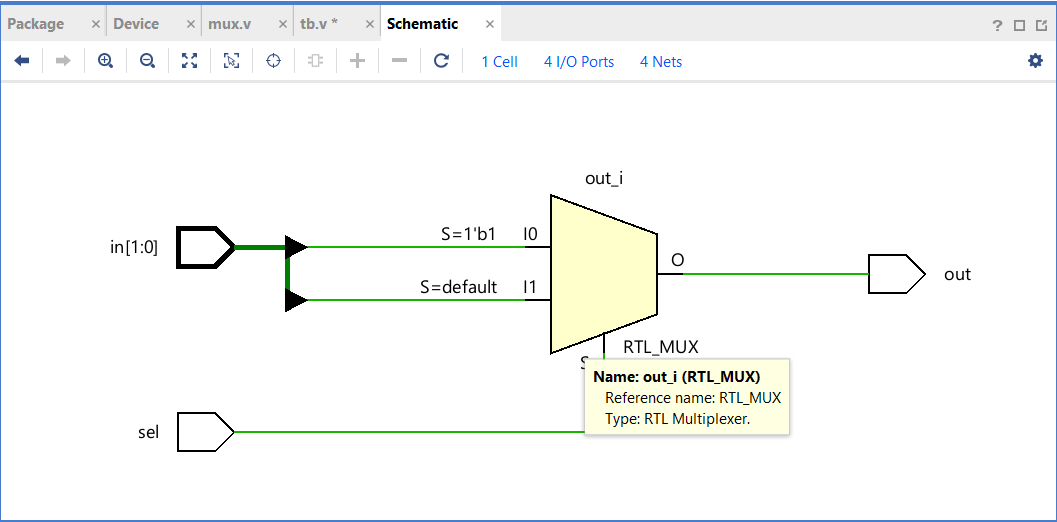 Package × Device × mux.v × tb.v * × Schematic ×
?
1 Cell 4 I/O Ports 4 Nets
out_i
S=1'b1 I0
in[1:0]
O
out
S=default I1
RTL_MUX
S
Name: out_i (RTL_MUX)
Reference name: RTL_MUX
Type: RTL Multiplexer.
sel